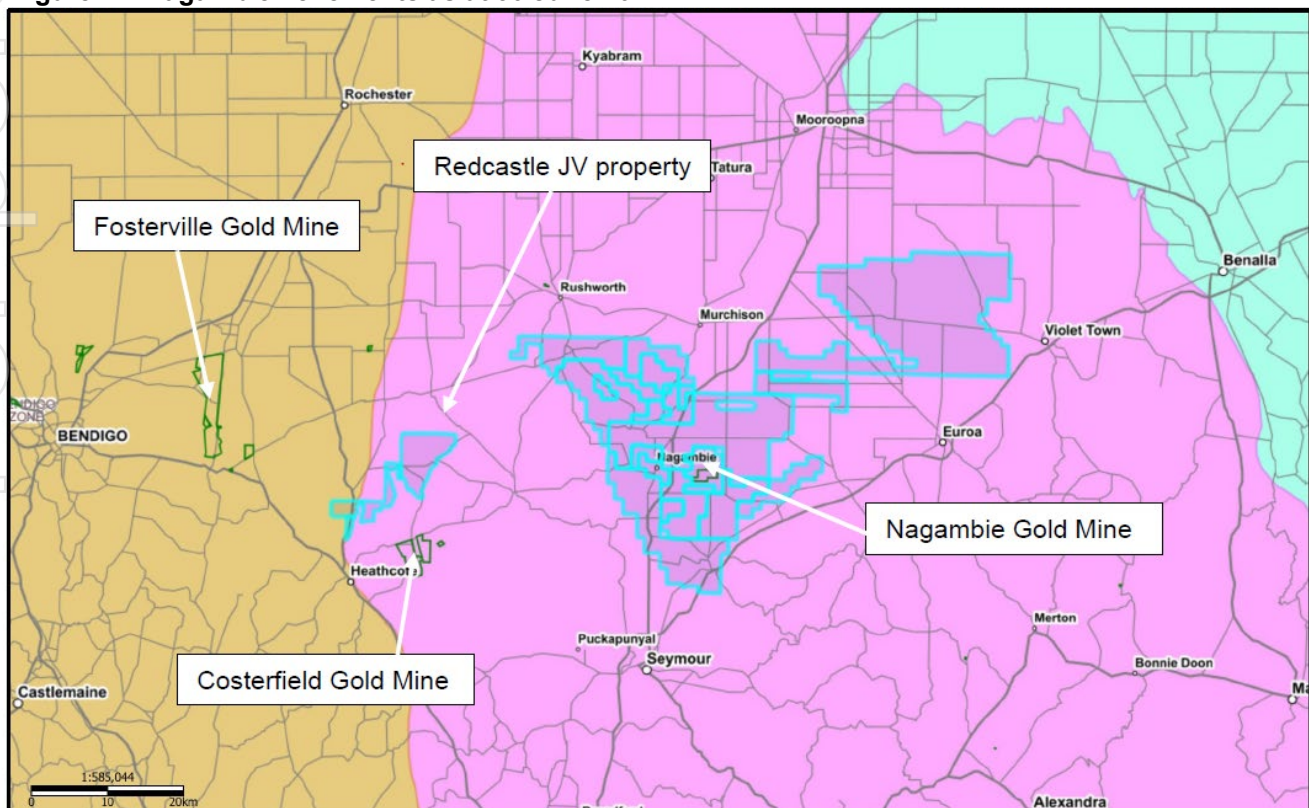 Kyabram
Rochester
Mooroopna
Redcastle JV property
Tatura
Fosterville Gold Mine
Benalla
Rushworth
Murchison
Violet Town
ZONE
BENDIGO
Euroa
Nagambie
Nagambie Gold Mine
Heathcote
Merton
Puckapunyal
Seymour
Bonnie Doon
Costerfield Gold Mine
Castlemaine
Ma
1:585,044
0 10 20km
Alexandra